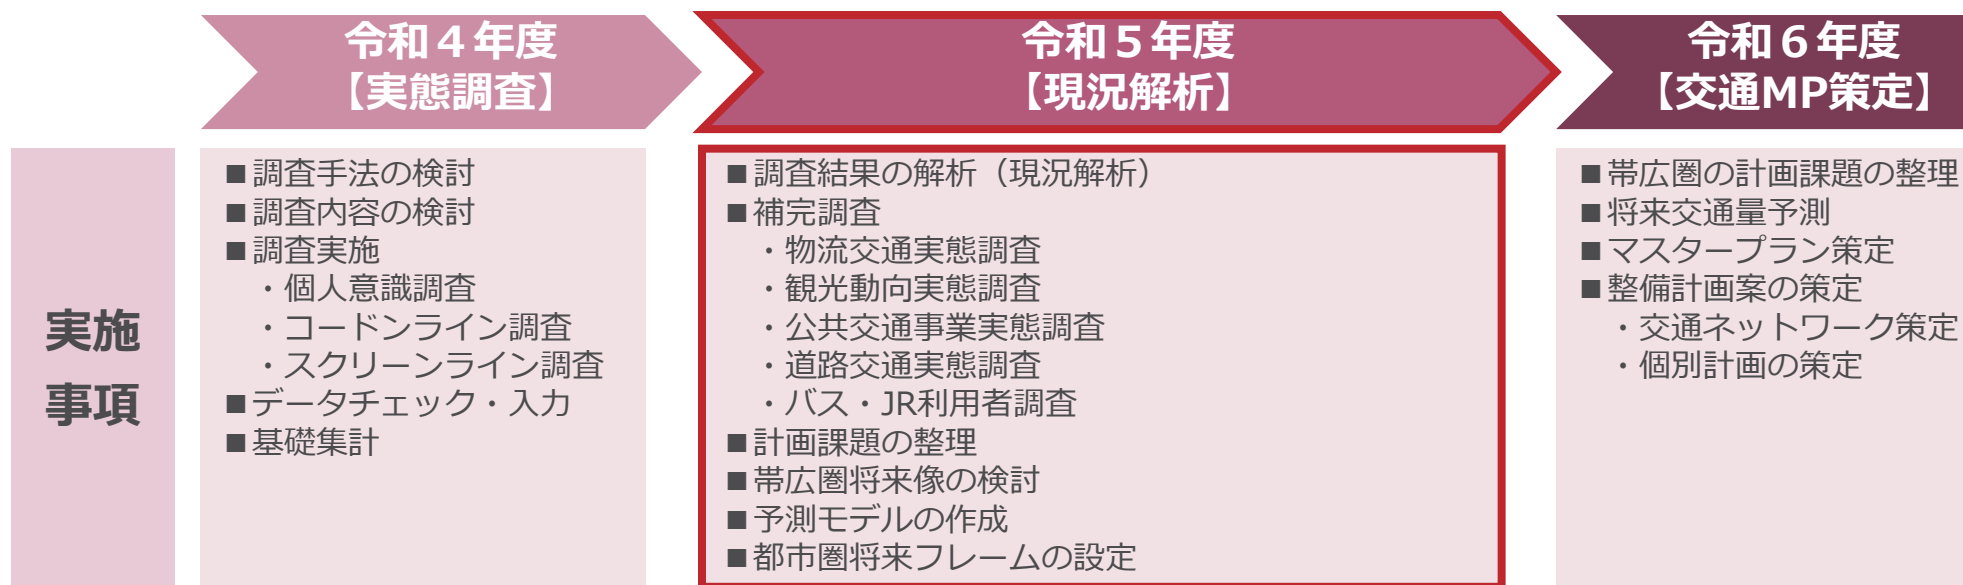 令和４年度
【実態調査】
令和５年度
【現況解析】
令和６年度
【交通MP策定】
実施
事項
■調査手法の検討
■調査内容の検討
■調査実施
・個人意識調査
・コードンライン調査
・スクリーンライン調査
■データチェック・入力
■基礎集計
■調査結果の解析（現況解析）
■補完調査
・物流交通実態調査
・観光動向実態調査
・公共交通事業実態調査
・道路交通実態調査
・バス・JR利用者調査
■計画課題の整理
■帯広圏将来像の検討
■予測モデルの作成
■都市圏将来フレームの設定
■帯広圏の計画課題の整理
■将来交通量予測
■マスタープラン策定
■整備計画案の策定
・交通ネットワーク策定
・個別計画の策定